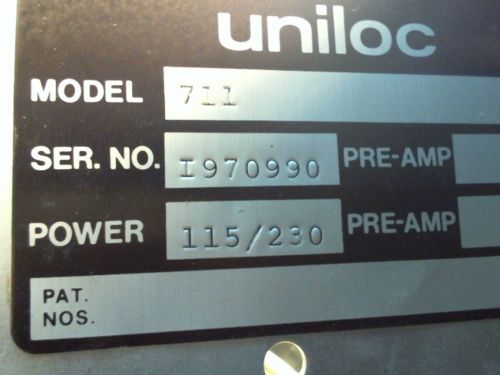 uniloc
MODEL 711
SER. NO. I970990 PRE-AMP
POWER 115/230 PRE-AMP
PAT.
NOS.